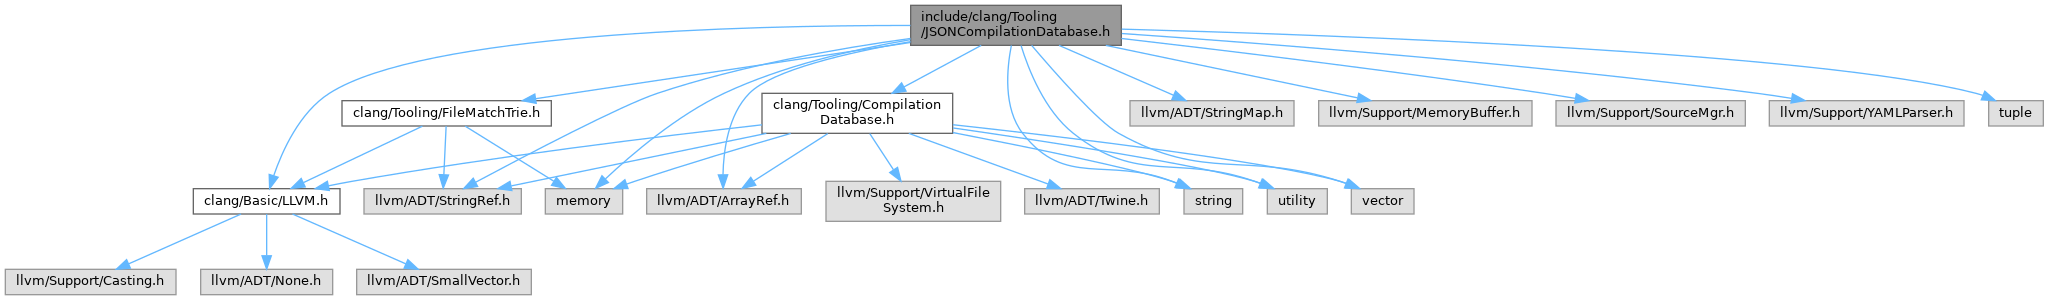 include/clang/Tooling
/JSONCompilationDatabase.h
clang/Tooling/FileMatchTrie.h
clang/Tooling/Compilation
Database.h
llvm/ADT/StringMap.h
llvm/Support/MemoryBuffer.h
llvm/Support/SourceMgr.h
llvm/Support/YAMLParser.h
tuple
clang/Basic/LLVM.h
llvm/ADT/StringRef.h
memory
llvm/ADT/ArrayRef.h
llvm/Support/VirtualFile
System.h
llvm/ADT/Twine.h
string
utility
vector
llvm/Support/Casting.h
llvm/ADT/None.h
llvm/ADT/SmallVector.h